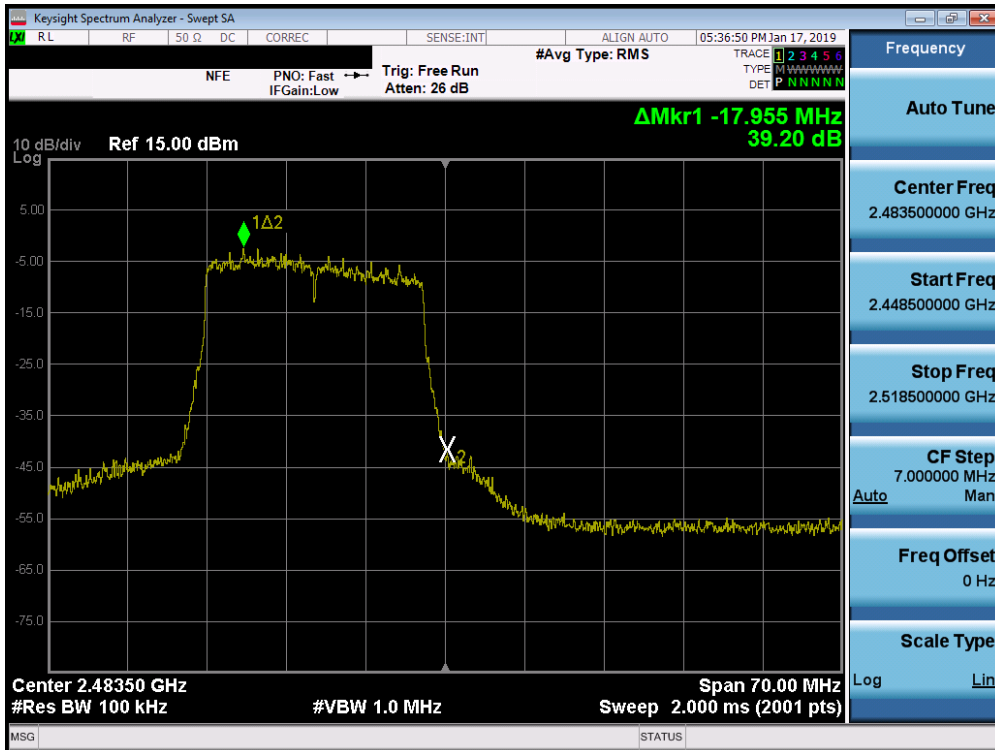 Keysight Spectrum Analyzer - Swept SA
LXI RL RF 50 Ω DC CORREC SENSE:INT ALIGN AUTO 05:36:50 PM Jan 17, 2019
NFE PNO: Fast Trig: Free Run #Avg Type: RMS TRACE 1 2 3 4 5 6
IFGain:Low Atten: 26 dB TYPE M WWWWW
DET P N N N N N
ΔMkr1 -17.955 MHz
39.20 dB
10 dB/div Ref 15.00 dBm
Log
1Δ2
5.00
-5.00
-15.0
-25.0
-35.0
-45.0
-55.0
-65.0
-75.0
X2
Center 2.48350 GHz Span 70.00 MHz
#Res BW 100 kHz #VBW 1.0 MHz Sweep 2.000 ms (2001 pts)
MSG STATUS
Frequency
Auto Tune
Center Freq
2.483500000 GHz
Start Freq
2.448500000 GHz
Stop Freq
2.518500000 GHz
CF Step
7.000000 MHz
Auto Man
Freq Offset
0 Hz
Scale Type
Log Lin